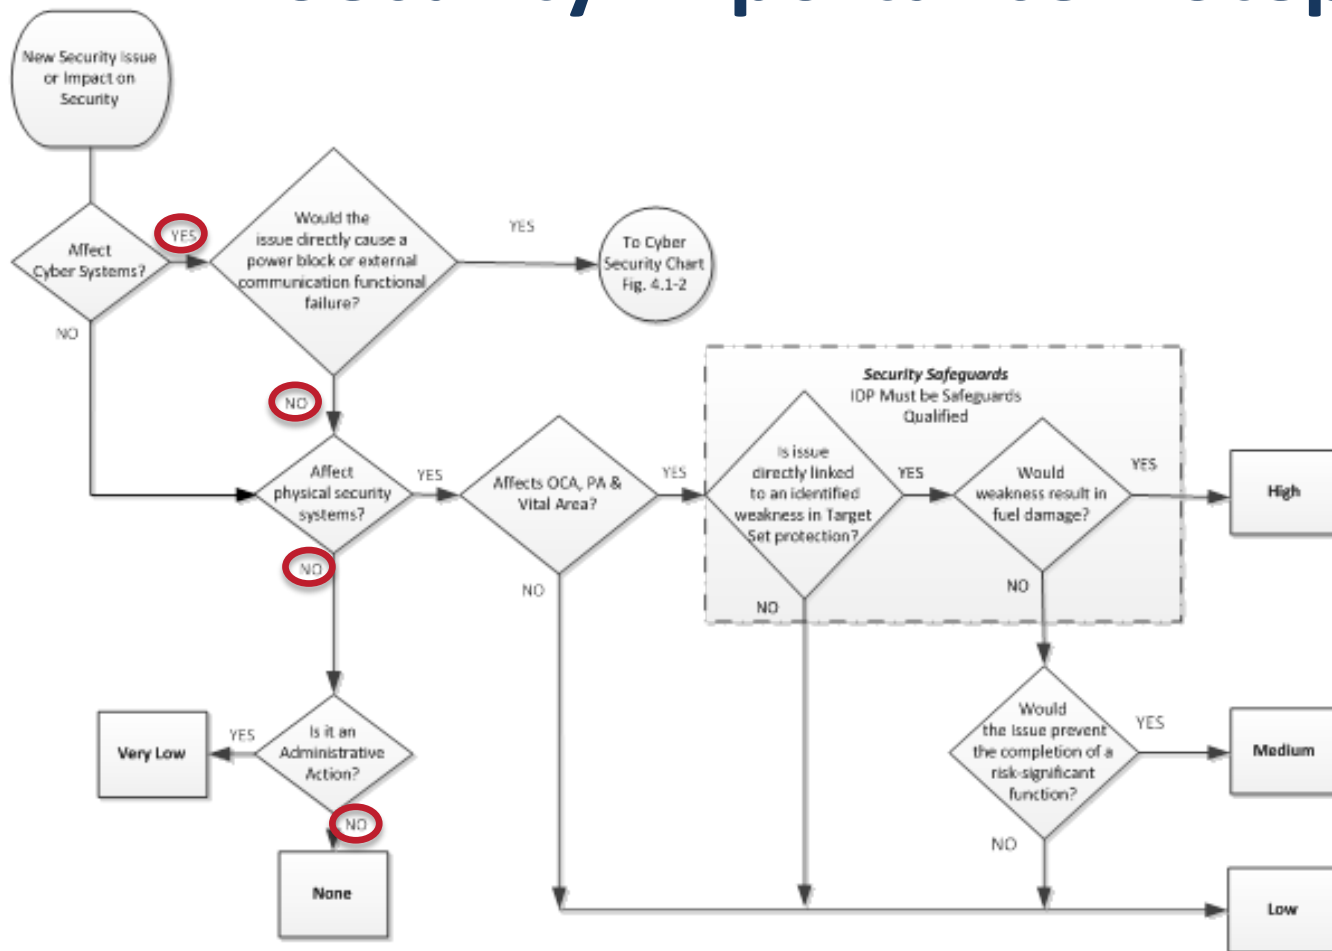 New Security Issue
or Impact on
Security
Affect
Cyber Systems?
YES
NO
Would the
issue directly cause a
power block or external
communication functional
failure?
YES
To Cyber
Security Chart
Fig. 4.1-2
NO
Affect
physical security
systems?
YES
Affects OCA, PA &
Vital Area?
YES
NO
Security Safeguards
IDP Must be Safeguards
Qualified
Is issue
directly linked
to an identified
weakness in Target
Set protection?
YES
NO
Would
weakness result in
fuel damage?
YES
High
NO
NO
Is it an
Administrative
Action?
YES
Very Low
NO
None
Would
the Issue prevent
the completion of a
risk-significant
function?
YES
Medium
NO
Low